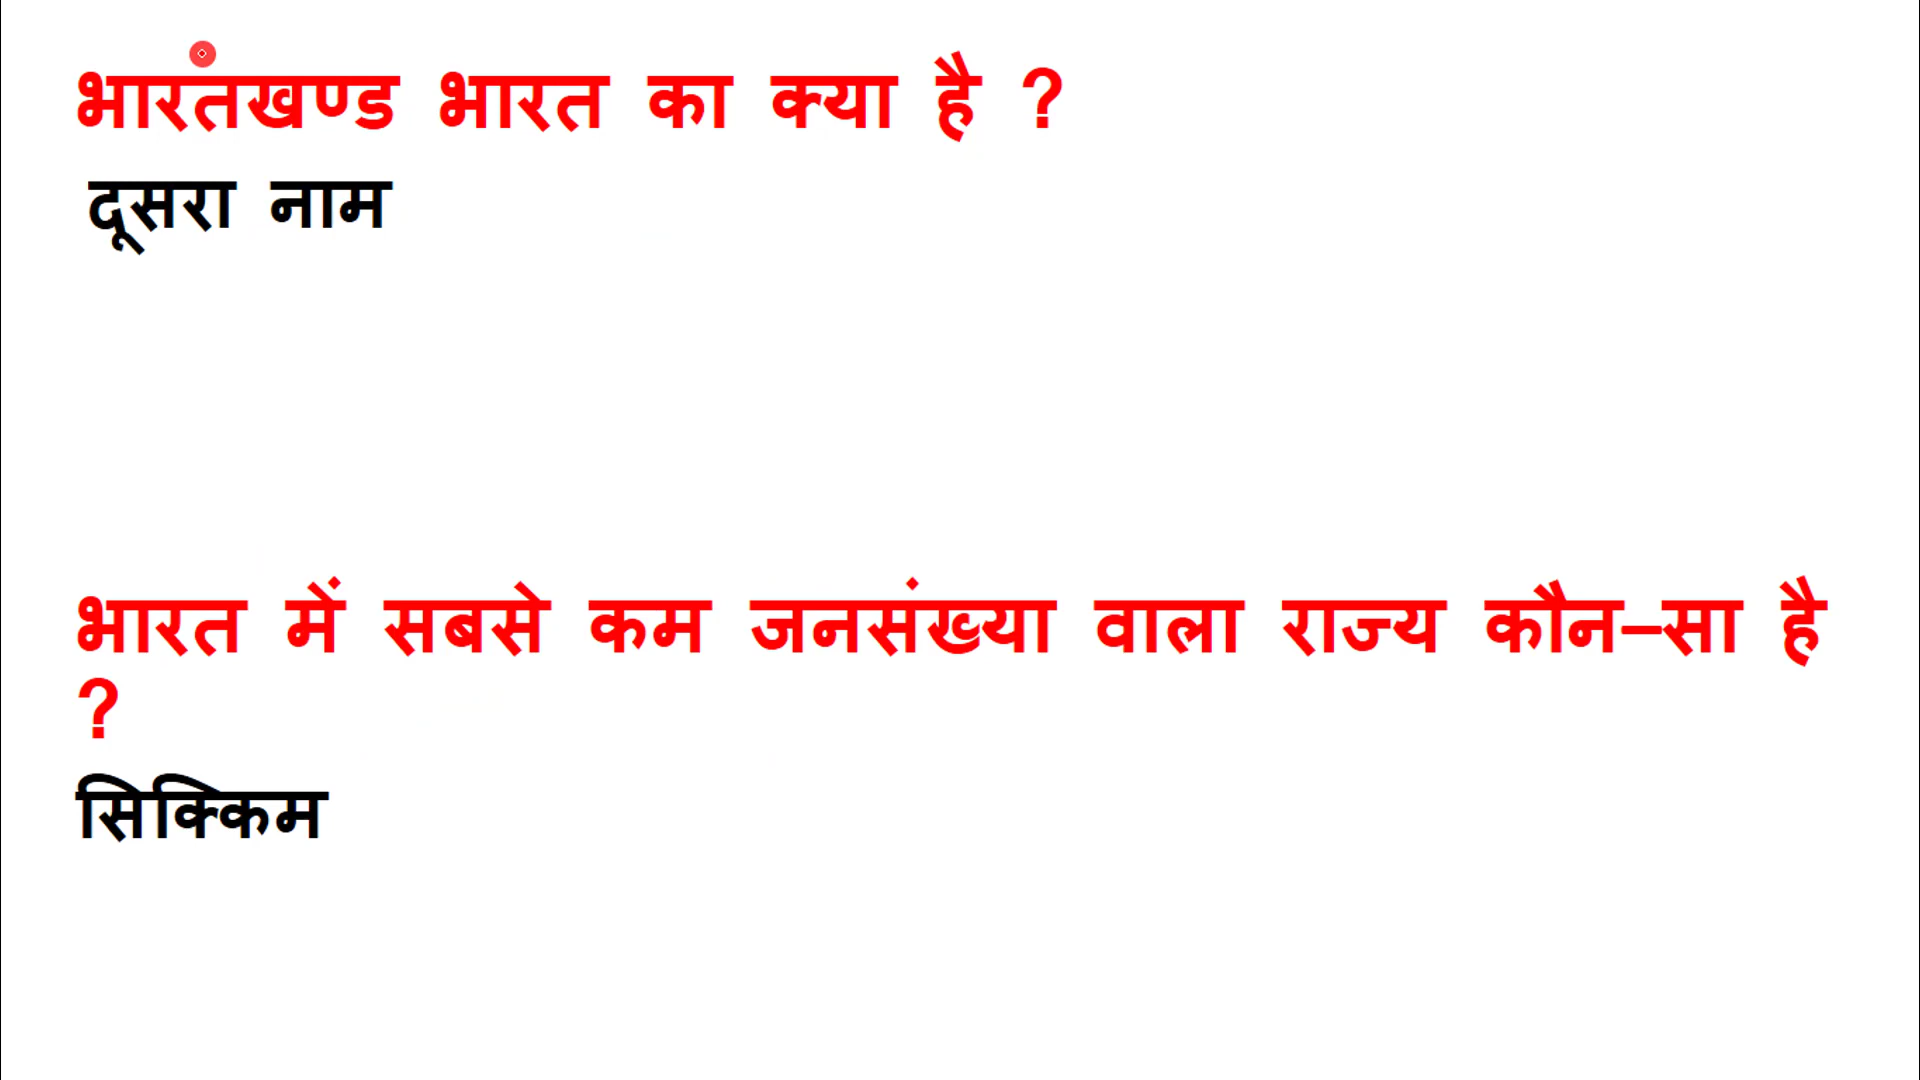 भारतखण्ड भारत का क्या है ?
दूसरा नाम
भारत में सबसे कम जनसंख्या वाला राज्य कौन–सा है
?
सिक्किम